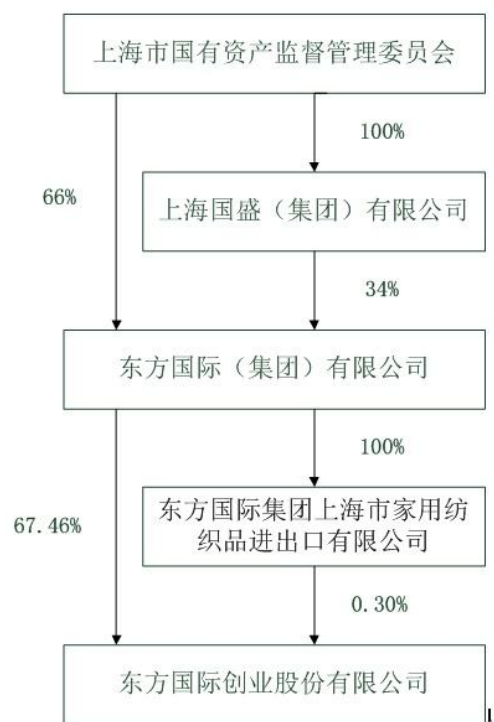 上海市国有资产监督管理委员会
100%
66%
上海国盛（集团）有限公司
34%
东方国际（集团）有限公司
100%
67.46%
东方国际集团上海市家用纺
织品进出口有限公司
0.30%
东方国际创业股份有限公司